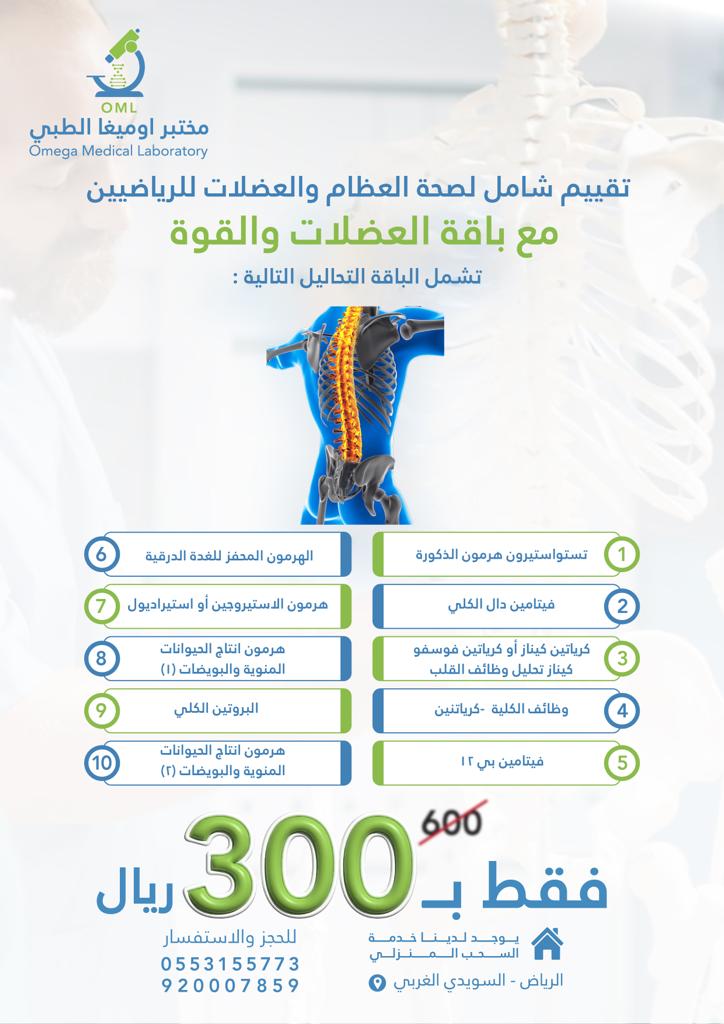 OML
مختبر اوميغا الطبي
Omega Medical Laboratory
تقييم شامل لصحة العظام والعضلات للرياضيين
مع باقة العضلات والقوة
تشمل الباقة التحاليل التالية :
1 تستواستيرون هرمون الذكورة
2 فيتامين دال الكلي
3 كرياتين كيناز أو كرياتين فوسفو
كيناز تحليل وظائف القلب
4 وظائف الكلية -كرياتنين
5 فيتامين بي ١٢
6 الهرمون المحفز للغدة الدرقية
7 هرمون الاستيروجين أو استيراديول
8 هرمون انتاج الحيوانات
المنوية والبويضات (١)
9 البروتين الكلي
10 هرمون انتاج الحيوانات
المنوية والبويضات (٢)
600
فقط بـ 300 ريال
يوجد لدينا خدمة
السحب المنزلي
الرياض - السويدي الغربي
للحجز والاستفسار
0553155773
920007859